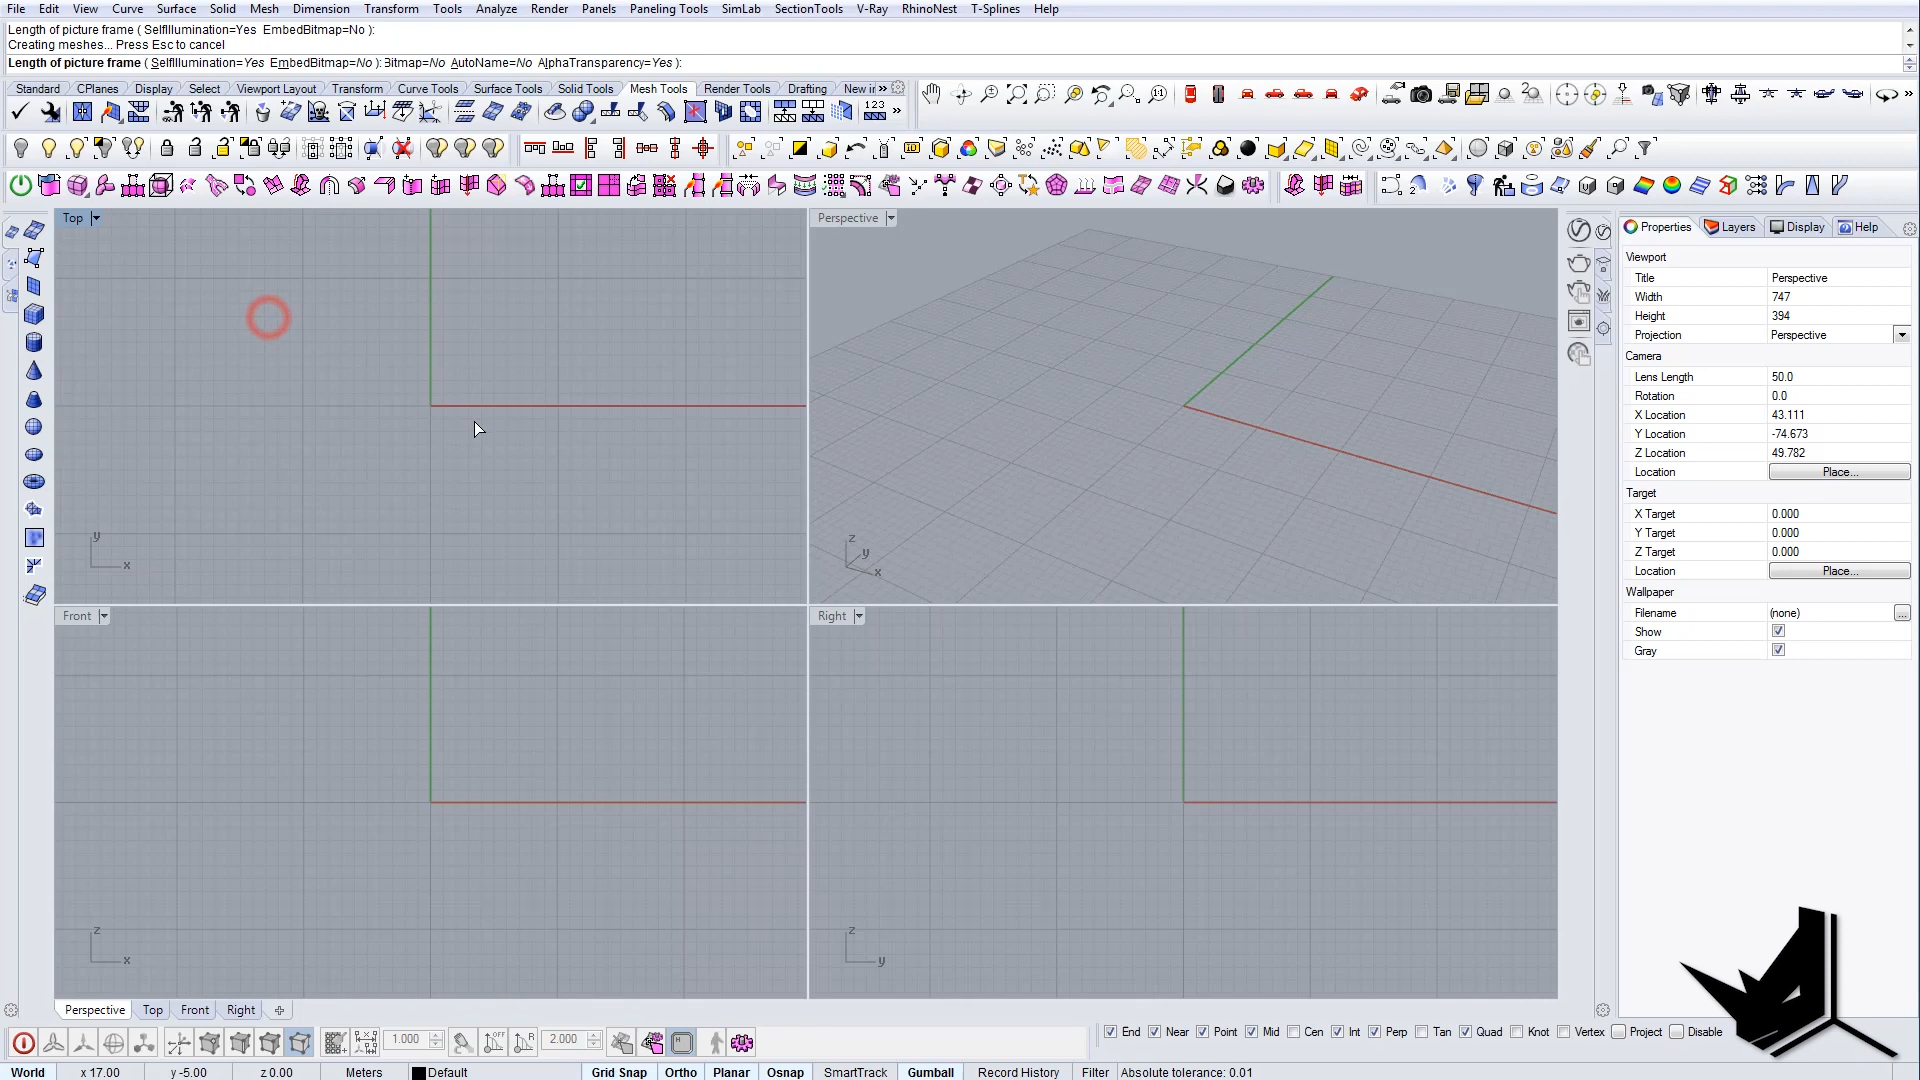 File Edit View Curve Surface Solid Mesh Dimension Transform Tools Analyze Render Panels Paneling Tools SimLab SectionTools V-Ray RhinoNest T-Splines Help
Length of picture frame ( SelfIllumination=Yes EmbedBitmap=No ):
Creating meshes... Press Esc to cancel
Length of picture frame ( SelfIllumination=Yes EmbedBitmap=No ): Bitmap=No AutoName=No AlphaTransparency=Yes ):
Standard CPlanes Display Select Viewport Layout Transform Curve Tools Surface Tools Solid Tools Mesh Tools Render Tools Drafting New in
Top
Perspective
Properties Layers Display Help
Viewport
Title Perspective
Width 747
Height 394
Projection Perspective
Camera
Lens Length 50.0
Rotation 0.0
X Location 43.111
Y Location -74.673
Z Location 49.782
Location Place...
Target
X Target 0.000
Y Target 0.000
Z Target 0.000
Location Place...
Wallpaper
Filename (none) ...
Show
Gray
y
x
z
y
x
Front
Right
z
x
z
y
Perspective Top Front Right
1.000 2.000
End Near Point Mid Cen Int Perp Tan Quad Knot Vertex Project Disable
World x 17.00 y -5.00 z 0.00 Meters Default Grid Snap Ortho Planar Osnap SmartTrack Gumball Record History Filter Absolute tolerance: 0.01